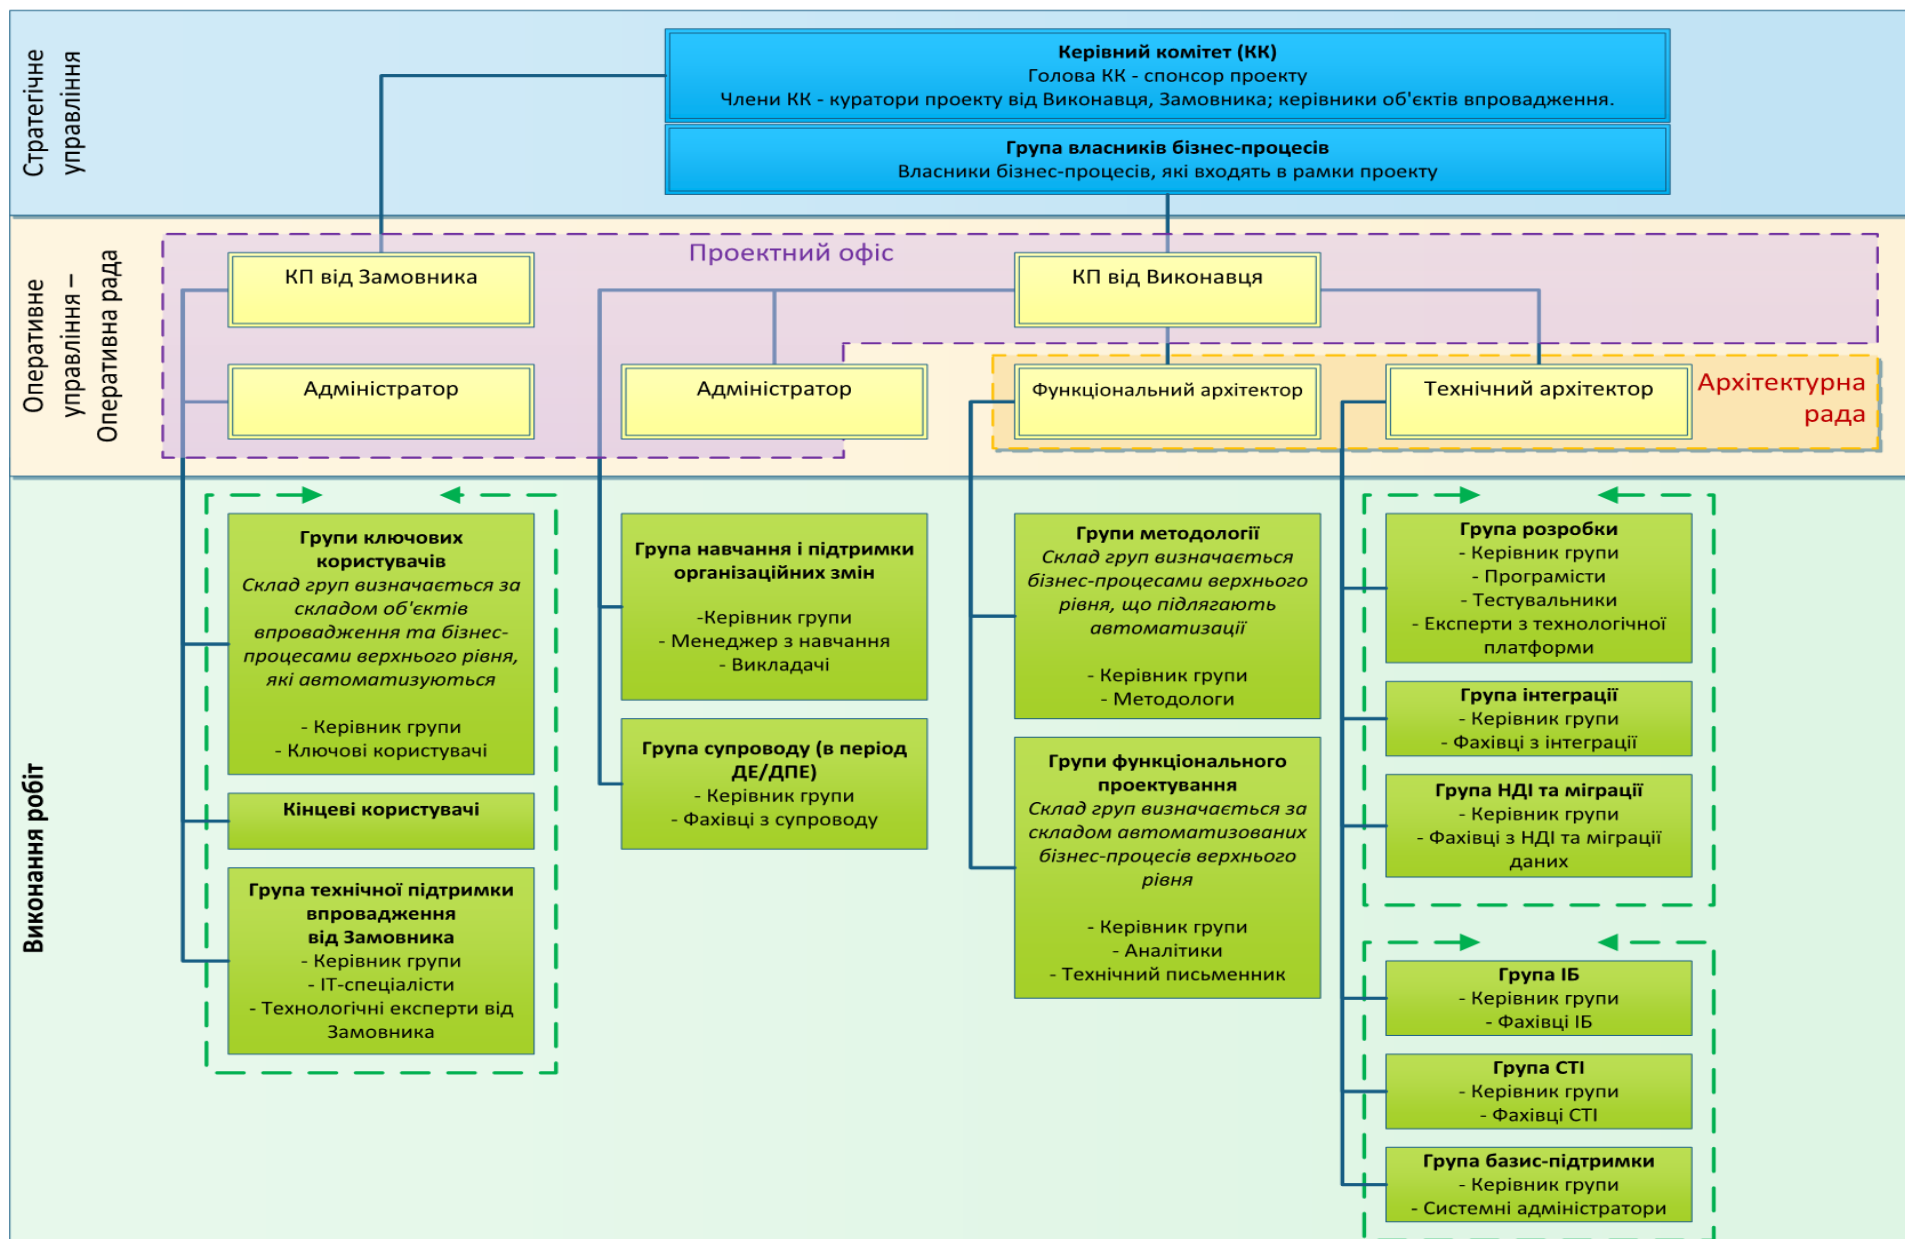 Стратегічне
управління
Керівний комітет (КК)
Голова КК - спонсор проекту
Члени КК - куратори проекту від Виконавця, Замовника; керівники об'єктів впровадження.
Група власників бізнес-процесів
Власники бізнес-процесів, які входять в рамки проекту
Оперативне
управління –
Оперативна рада
Проектний офіс
КП від Замовника
КП від Виконавця
Адміністратор
Адміністратор
Функціональний архітектор
Технічний архітектор
Архітектурна
рада
Виконання робіт
Групи ключових
користувачів
Склад груп визначається за
складом об'єктів
впровадження та бізнес-
процесами верхнього рівня,
які автоматизуються
- Керівник групи
- Ключові користувачі
Кінцеві користувачі
Група технічної підтримки
впровадження
від Замовника
- Керівник групи
- ІТ-спеціалісти
- Технологічні експерти від
Замовника
Група навчання і підтримки
організаційних змін
-Керівник групи
- Менеджер з навчання
- Викладачі
Група супроводу (в період
ДЕ/ДПЕ)
- Керівник групи
- Фахівці з супроводу
Групи методології
Склад груп визначається
бізнес-процесами верхнього
рівня, що підлягають
автоматизації
- Керівник групи
- Методологи
Групи функціонального
проектування
Склад груп визначається за
складом автоматизованих
бізнес-процесів верхнього
рівня
- Керівник групи
- Аналітики
- Технічний письменник
Група розробки
- Керівник групи
- Програмісти
- Тестувальники
- Експерти з технологічної
платформи
Група інтеграції
- Керівник групи
- Фахівці з інтеграції
Група НДІ та міграції
- Керівник групи
- Фахівці з НДІ та міграції
даних
Група ІБ
- Керівник групи
- Фахівці ІБ
Група СТІ
- Керівник групи
- Фахівці СТІ
Група базис-підтримки
- Керівник групи
- Системні адміністратори